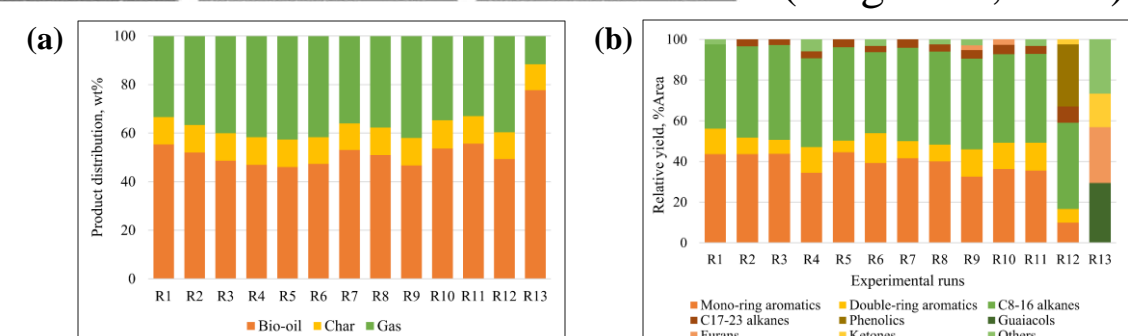 (a)
100
80
60
40
20
0
Product distribution, wt%
R1 R2 R3 R4 R5 R6 R7 R8 R9 R10 R11 R12 R13
Bio-oil Char Gas
(b)
100
80
60
40
20
0
Relative yield, %Area
R1 R2 R3 R4 R5 R6 R7 R8 R9 R10 R11 R12 R13
Experimental runs
Mono-ring aromatics Double-ring aromatics C8-16 alkanes
C17-23 alkanes Phenolics Guaiacols
Furans Ketones Others